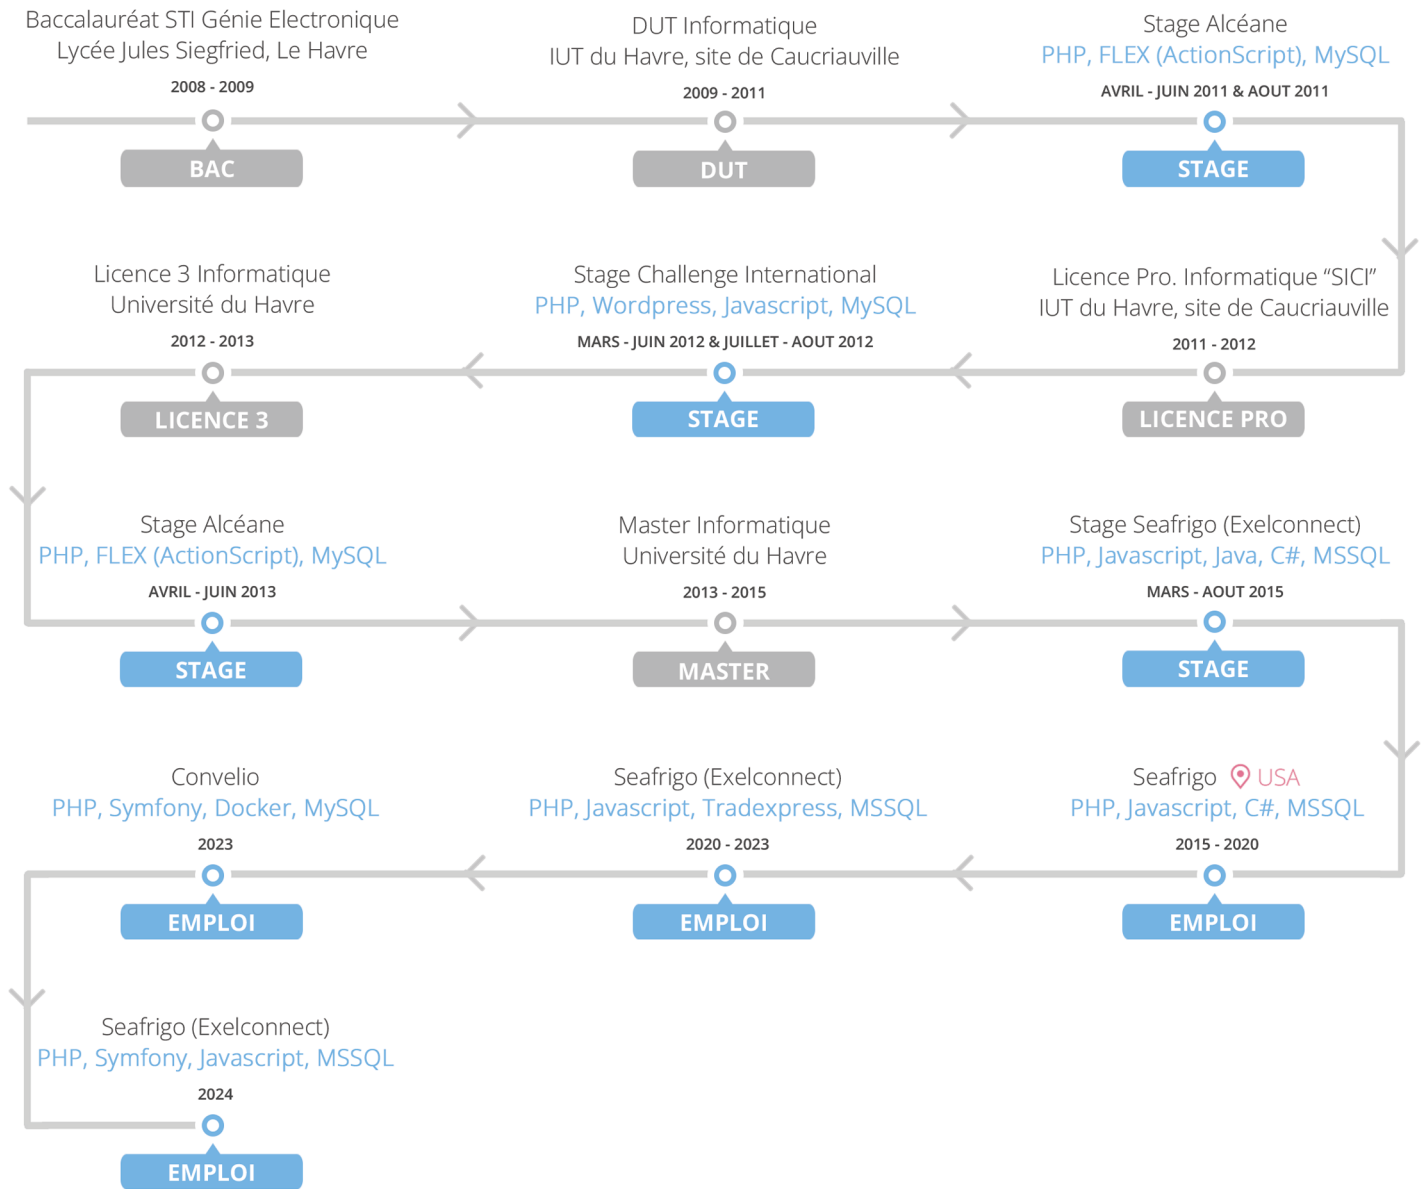 Baccalauréat STI Génie Electronique
Lycée Jules Siegfried, Le Havre
2008 - 2009
BAC
DUT Informatique
IUT du Havre, site de Caucriauville
2009 - 2011
DUT
Stage Alcéane
PHP, FLEX (ActionScript), MySQL
AVRIL - JUIN 2011 & AOUT 2011
STAGE
Licence Pro. Informatique “SICI”
IUT du Havre, site de Caucriauville
2011 - 2012
LICENCE PRO
Stage Challenge International
PHP, Wordpress, Javascript, MySQL
MARS - JUIN 2012 & JUILLET - AOUT 2012
STAGE
Licence 3 Informatique
Université du Havre
2012 - 2013
LICENCE 3
Stage Alcéane
PHP, FLEX (ActionScript), MySQL
AVRIL - JUIN 2013
STAGE
Master Informatique
Université du Havre
2013 - 2015
MASTER
Stage Seafrigo (Exelconnect)
PHP, Javascript, Java, C#, MSSQL
MARS - AOUT 2015
STAGE
Seafrigo USA
PHP, Javascript, C#, MSSQL
2015 - 2020
EMPLOI
Seafrigo (Exelconnect)
PHP, Javascript, Tradexpress, MSSQL
2020 - 2023
EMPLOI
Convelio
PHP, Symfony, Docker, MySQL
2023
EMPLOI
Seafrigo (Exelconnect)
PHP, Symfony, Javascript, MSSQL
2024
EMPLOI